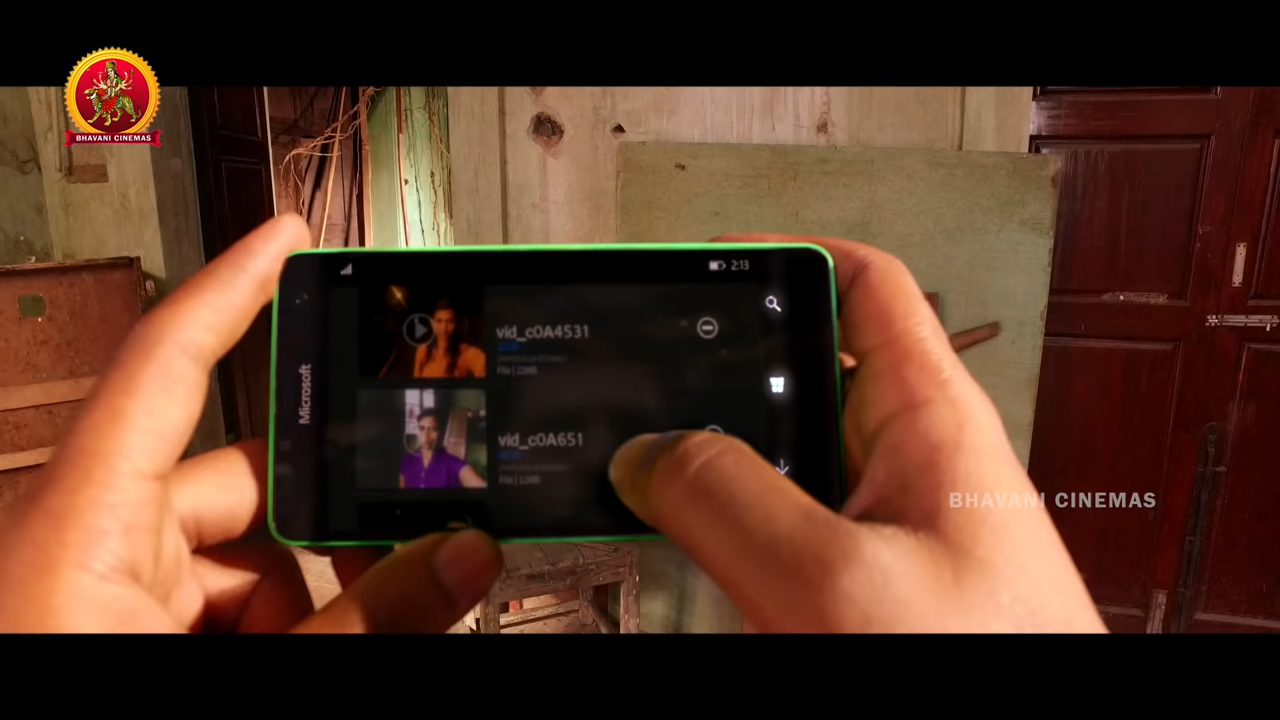 BHAVANI CINEMAS
2:13
Microsoft
vid_c0A4531
vid_c0A651
BHAVANI CINEMAS